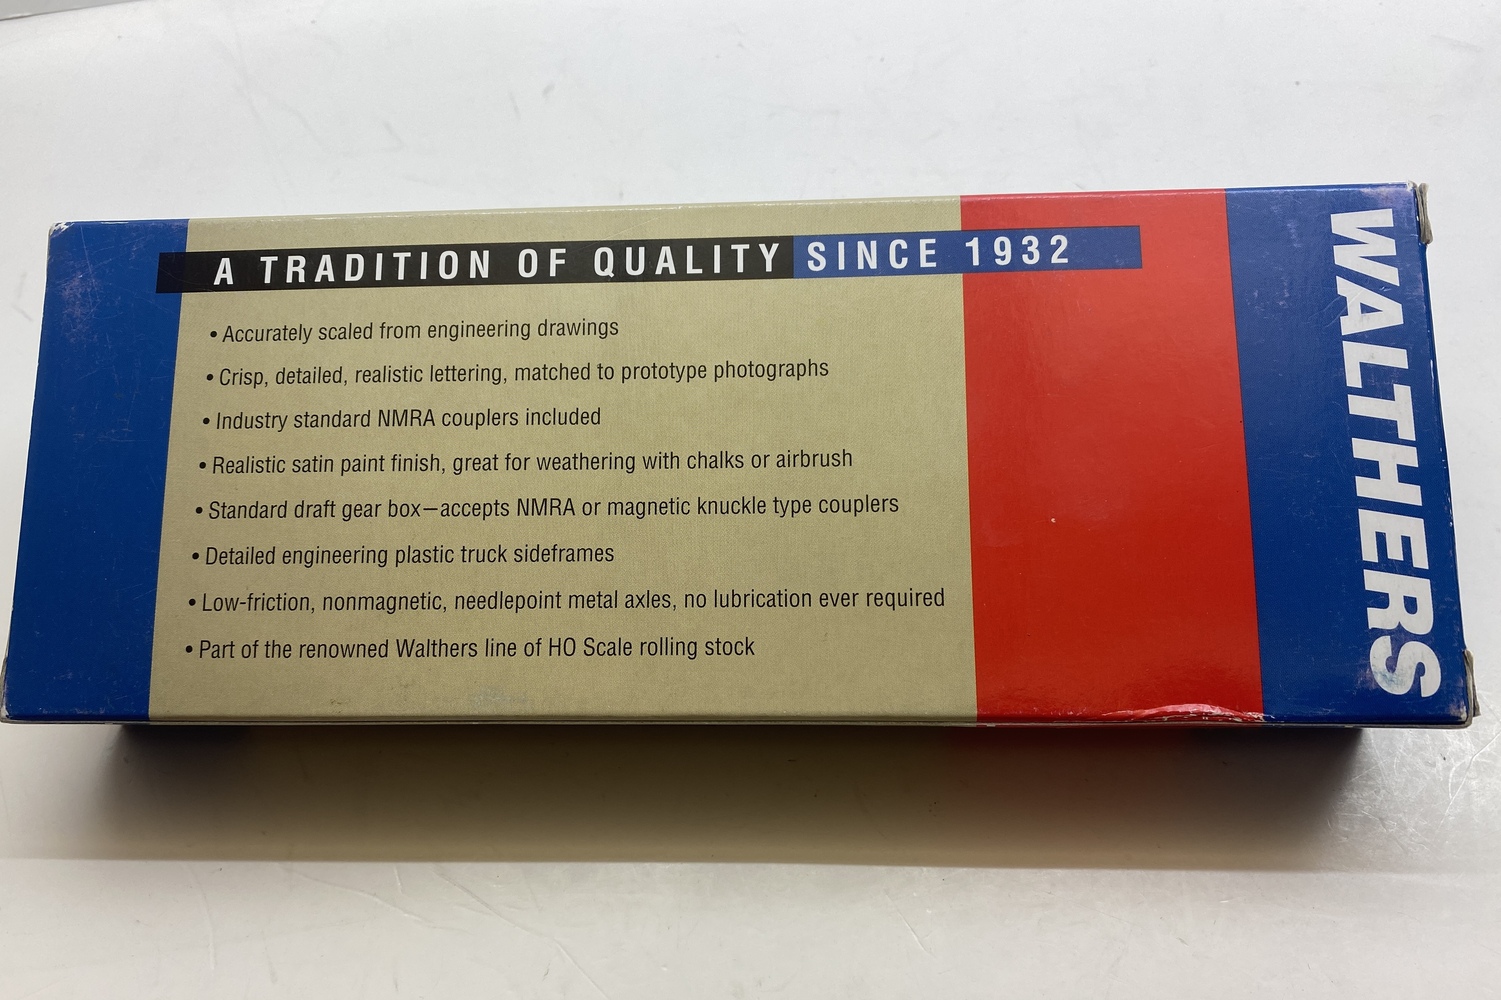 A TRADITION OF QUALITY SINCE 1932
• Accurately scaled from engineering drawings
• Crisp, detailed, realistic lettering, matched to prototype photographs
• Industry standard NMRA couplers included
• Realistic satin paint finish, great for weathering with chalks or airbrush
• Standard draft gear box—accepts NMRA or magnetic knuckle type couplers
• Detailed engineering plastic truck sideframes
• Low-friction, nonmagnetic, needlepoint metal axles, no lubrication ever required
• Part of the renowned Walthers line of HO Scale rolling stock
WALTHERS